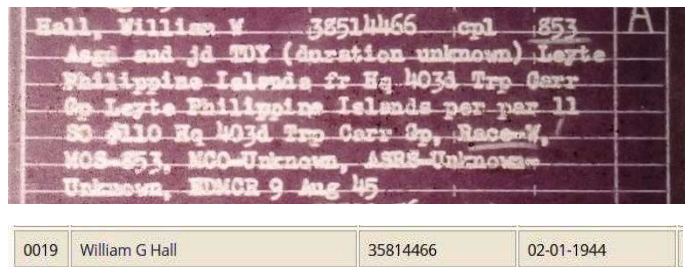 Hall, William W 38514466 cpl 853 A
Asgd and jd TDY (duration unknown) Leyte
Philippine Islands fr Hq 403d Trp Carr
Gp Leyte Philippine Islands per par 11
SO #110 Hq 403d Trp Carr Gp, Race-W,
MOS-853, MCO-Unknown, ASRS-Unknown-
Unknown, EDMCR 9 Aug 45
0019 William G Hall 35814466 02-01-1944